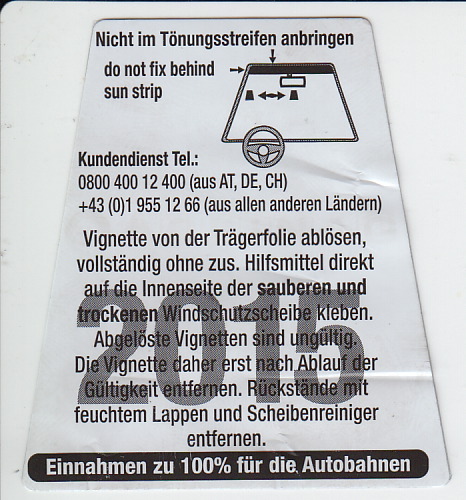 Nicht im Tönungsstreifen anbringen
do not fix behind
sun strip
Kundendienst Tel.:
0800 400 12 400 (aus AT, DE, CH)
+43 (0)1 955 12 66 (aus allen anderen Ländern)
Vignette von der Trägerfolie ablösen,
vollständig ohne zus. Hilfsmittel direkt
auf die Innenseite der sauberen und
trockenen Windschutzscheibe kleben.
Abgelöste Vignetten sind ungültig.
Die Vignette daher erst nach Ablauf der
Gültigkeit entfernen. Rückstände mit
feuchtem Lappen und Scheibenreiniger
entfernen.
2015
Einnahmen zu 100% für die Autobahnen